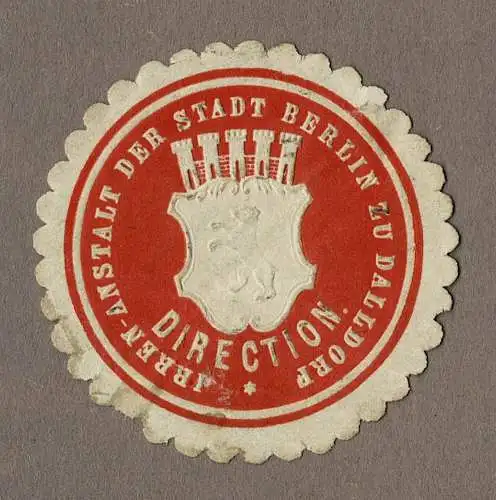 IRREN-ANSTALT DER STADT BERLIN ZU DALLDORF
DIRECTION.